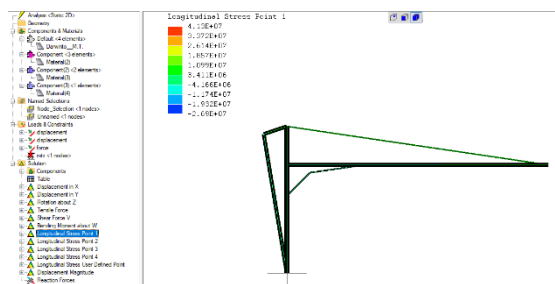 Analysis <Static 2D>
Geometry
Components & Materials
Default <4 elements>
Component <3 elements>
Material(2)
Component(2) <2 elements>
Material(3)
Component(3) <1 elements>
Material(4)
Named Selections
Node_Selection <1 nodes>
Unnamed <1 nodes>
Loads & Constraints
displacement
displacement
force
mtx <1 nodes>
Solution
Components
Table
Displacement in X
Displacement in Y
Rotation about Z
Tensile Force
Shear Force V
Bending Moment about W
Longitudinal Stress Point 1
Longitudinal Stress Point 2
Longitudinal Stress Point 3
Longitudinal Stress Point 4
Longitudinal Stress User Defined Point
Displacement Magnitude
Reaction Forces
Longitudinal Stress Point 1
4.13E+07
3.372E+07
2.614E+07
1.857E+07
1.099E+07
3.411E+06
-4.166E+06
-1.174E+07
-1.932E+07
-2.69E+07